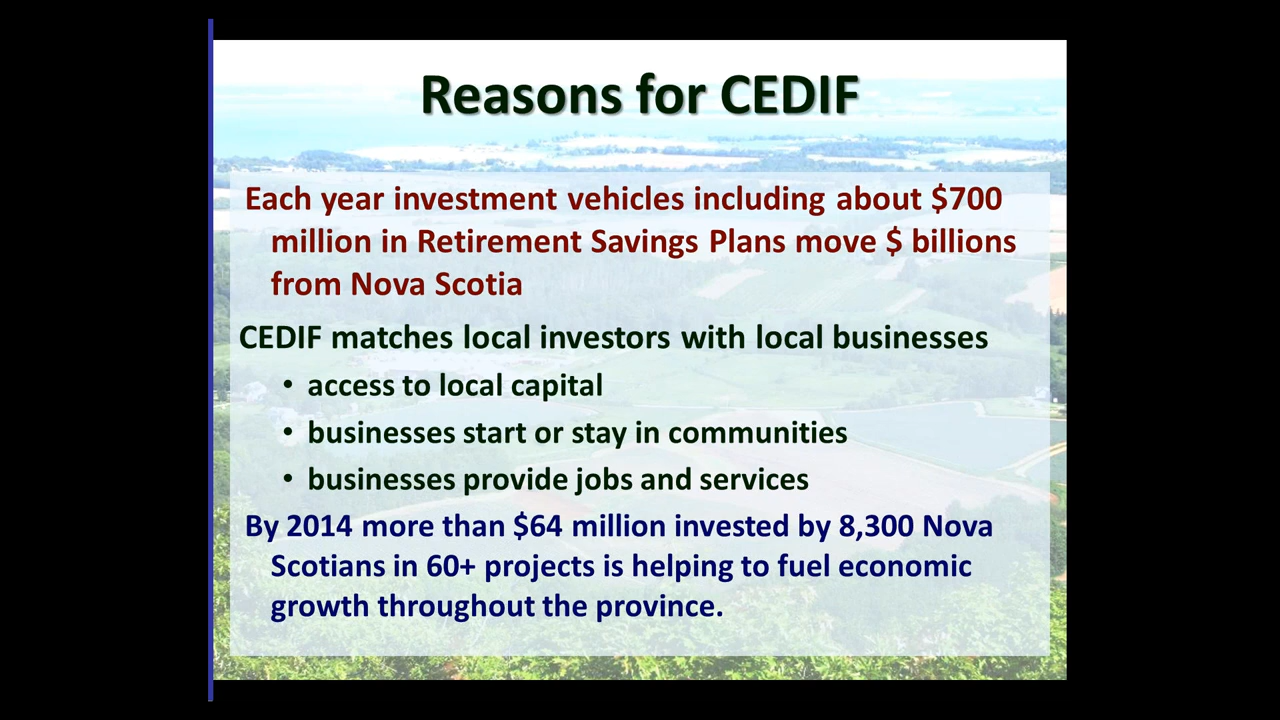 Reasons for CEDIF
Each year investment vehicles including about $700
million in Retirement Savings Plans move $ billions
from Nova Scotia
CEDIF matches local investors with local businesses
• access to local capital
• businesses start or stay in communities
• businesses provide jobs and services
By 2014 more than $64 million invested by 8,300 Nova
Scotians in 60+ projects is helping to fuel economic
growth throughout the province.